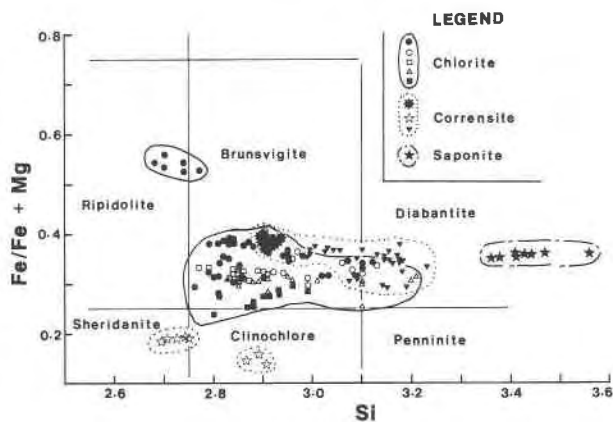 LEGEND
Chlorite
Corrensite
Saponite
Fe/Fe + Mg
0.8
0.6
0.4
0.2
Brunsvigite
Ripidolite
Diabantite
Sheridanite
Clinochlore
Penninite
2.6
2.8
3.0
3.2
3.4
3.6
Si